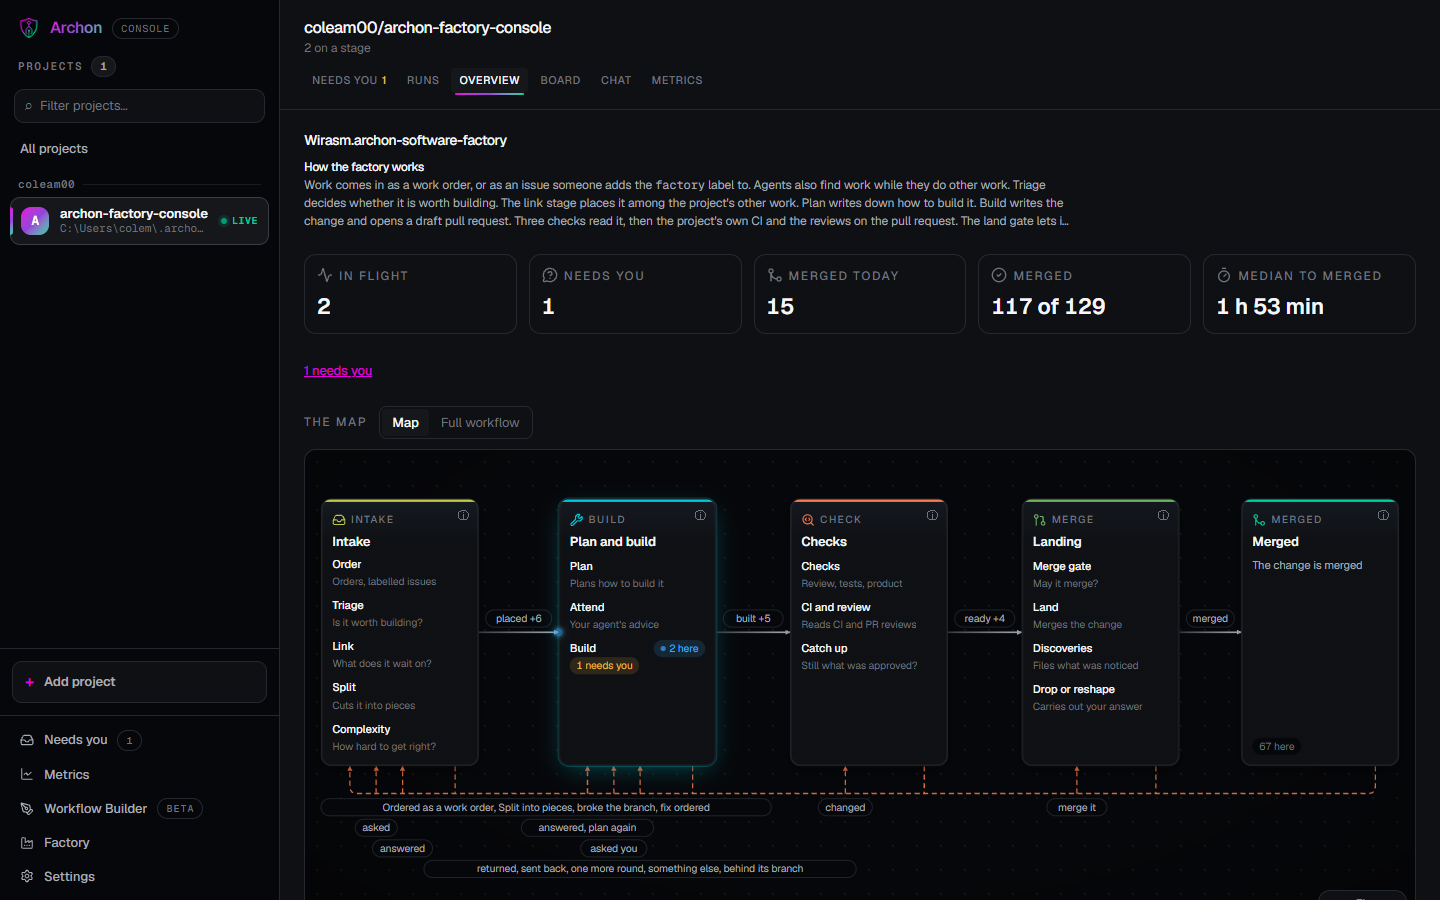 Archon
CONSOLE
PROJECTS 1
Filter projects...
All projects
coleam00
A
archon-factory-console
C:\Users\colem\.archo…
LIVE
Add project
Needs you 1
Metrics
Workflow Builder BETA
Factory
Settings
coleam00/archon-factory-console
2 on a stage
NEEDS YOU 1 RUNS OVERVIEW BOARD CHAT METRICS
Wirasm.archon-software-factory
How the factory works
Work comes in as a work order, or as an issue someone adds the factory label to. Agents also find work while they do other work. Triage
decides whether it is worth building. The link stage places it among the project's other work. Plan writes down how to build it. Build writes the
change and opens a draft pull request. Three checks read it, then the project's own CI and the reviews on the pull request. The land gate lets i…
IN FLIGHT
2
NEEDS YOU
1
MERGED TODAY
15
MERGED
117 of 129
MEDIAN TO MERGED
1 h 53 min
1 needs you
THE MAP
Map
Full workflow
INTAKE
Intake
Order
Orders, labelled issues
Triage
Is it worth building?
Link
What does it wait on?
Split
Cuts it into pieces
Complexity
How hard to get right?
placed +6
BUILD
Plan and build
Plan
Plans how to build it
Attend
Your agent's advice
Build
2 here
1 needs you
built +5
CHECK
Checks
Checks
Review, tests, product
CI and review
Reads CI and PR reviews
Catch up
Still what was approved?
ready +4
MERGE
Landing
Merge gate
May it merge?
Land
Merges the change
Discoveries
Files what was noticed
Drop or reshape
Carries out your answer
merged
MERGED
Merged
The change is merged
67 here
Ordered as a work order, Split into pieces, broke the branch, fix ordered
changed
merge it
asked
answered, plan again
answered
asked you
returned, sent back, one more round, something else, behind its branch